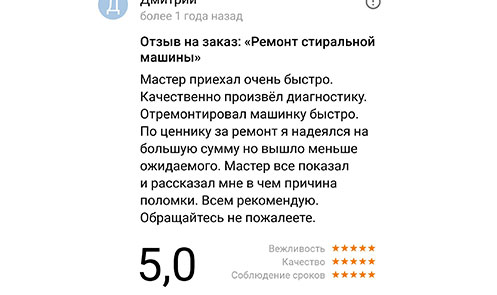 Д
Дмитрий
более 1 года назад
Отзыв на заказ: «Ремонт стиральной
машины»
Мастер приехал очень быстро.
Качественно произвёл диагностику.
Отремонтировал машинку быстро.
По ценнику за ремонт я надеялся на
большую сумму но вышло меньше
ожидаемого. Мастер все показал
и рассказал мне в чем причина
поломки. Всем рекомендую.
Обращайтесь не пожалеете.
5,0
Вежливость ★★★★★
Качество ★★★★★
Соблюдение сроков ★★★★★